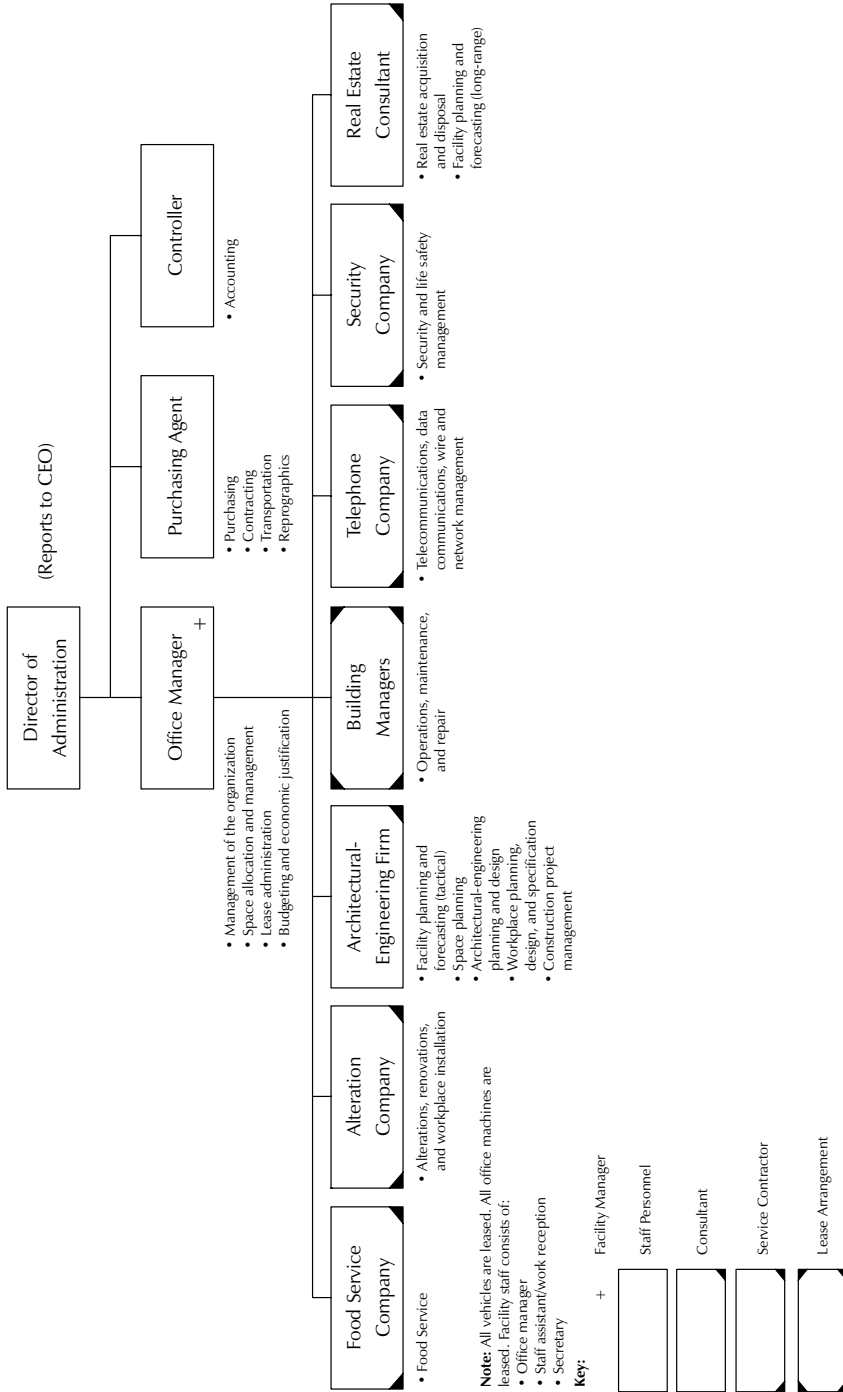 Director of
Administration
(Reports to CEO)
Office Manager
+
Purchasing Agent
Controller
• Management of the organization
• Space allocation and management
• Lease administration
• Budgeting and economic justification
• Purchasing
• Contracting
• Transportation
• Reprographics
• Accounting
Food Service
Company
Alteration
Company
Architectural-
Engineering Firm
Building
Managers
Telephone
Company
Security
Company
Real Estate
Consultant
• Food Service
• Alterations, renovations,
and workplace installation
• Facility planning and
forecasting (tactical)
• Space planning
• Architectural-engineering
planning and design
• Workplace planning,
design, and specification
• Construction project
management
• Operations, maintenance,
and repair
• Telecommunications, data
communications, wire and
network management
• Security and life safety
management
• Real estate acquisition
and disposal
• Facility planning and
forecasting (long-range)
Note: All vehicles are leased. All office machines are
leased. Facility staff consists of:
• Office manager
• Staff assistant/work reception
• Secretary
Key:
+ Facility Manager
Staff Personnel
Consultant
Service Contractor
Lease Arrangement